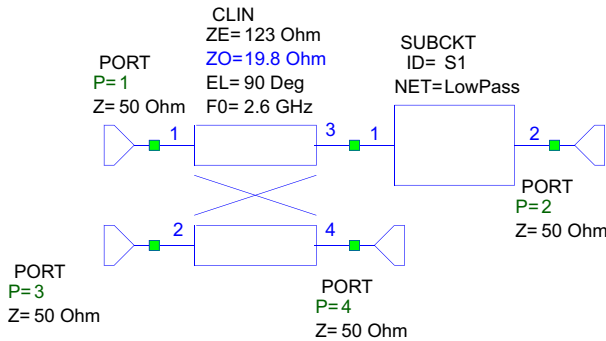 CLIN
ZE= 123 Ohm
ZO= 19.8 Ohm
EL= 90 Deg
F0= 2.6 GHz
SUBCKT
ID= S1
NET= LowPass
PORT
P= 1
Z= 50 Ohm
1
3
1
2
PORT
P= 2
Z= 50 Ohm
2
4
PORT
P= 3
Z= 50 Ohm
PORT
P= 4
Z= 50 Ohm